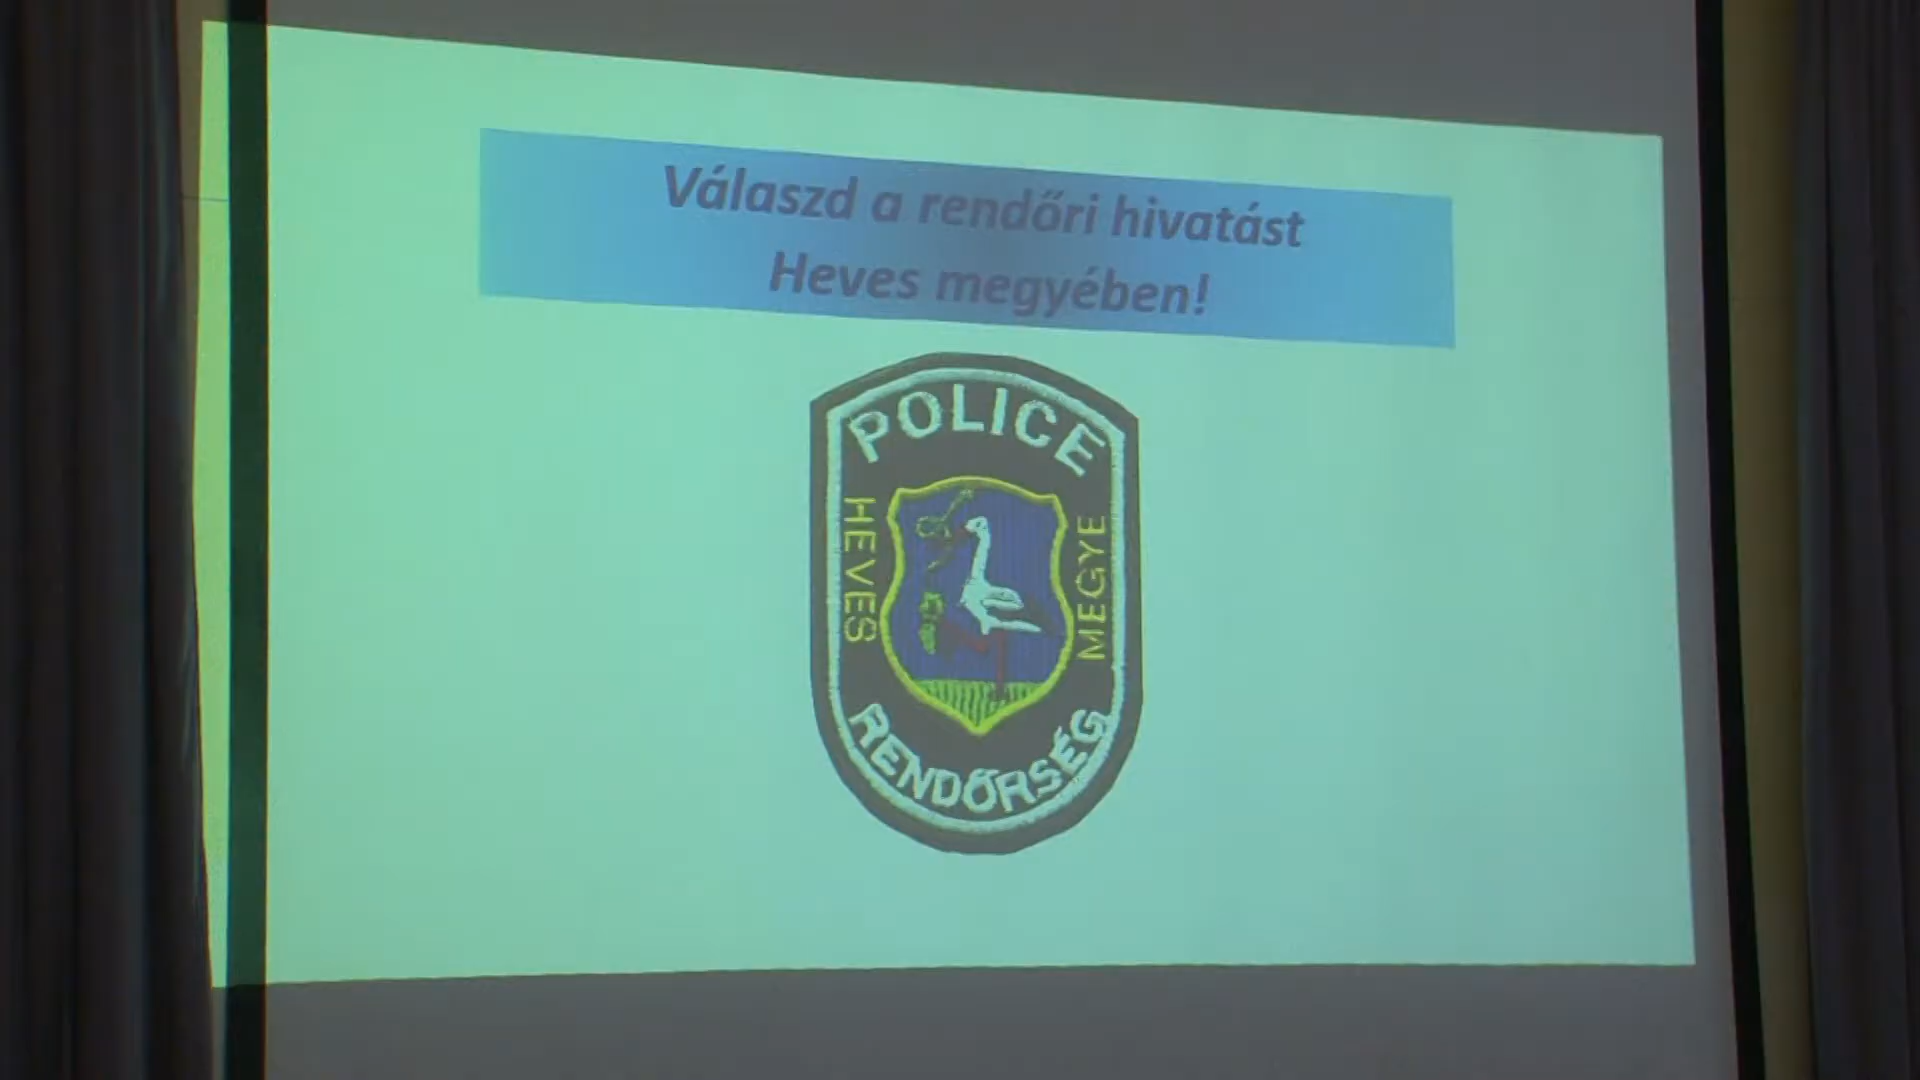 Válaszd a rendőri hivatást
Heves megyében!
POLICE
HEVES
MEGYE
RENDŐRSÉG